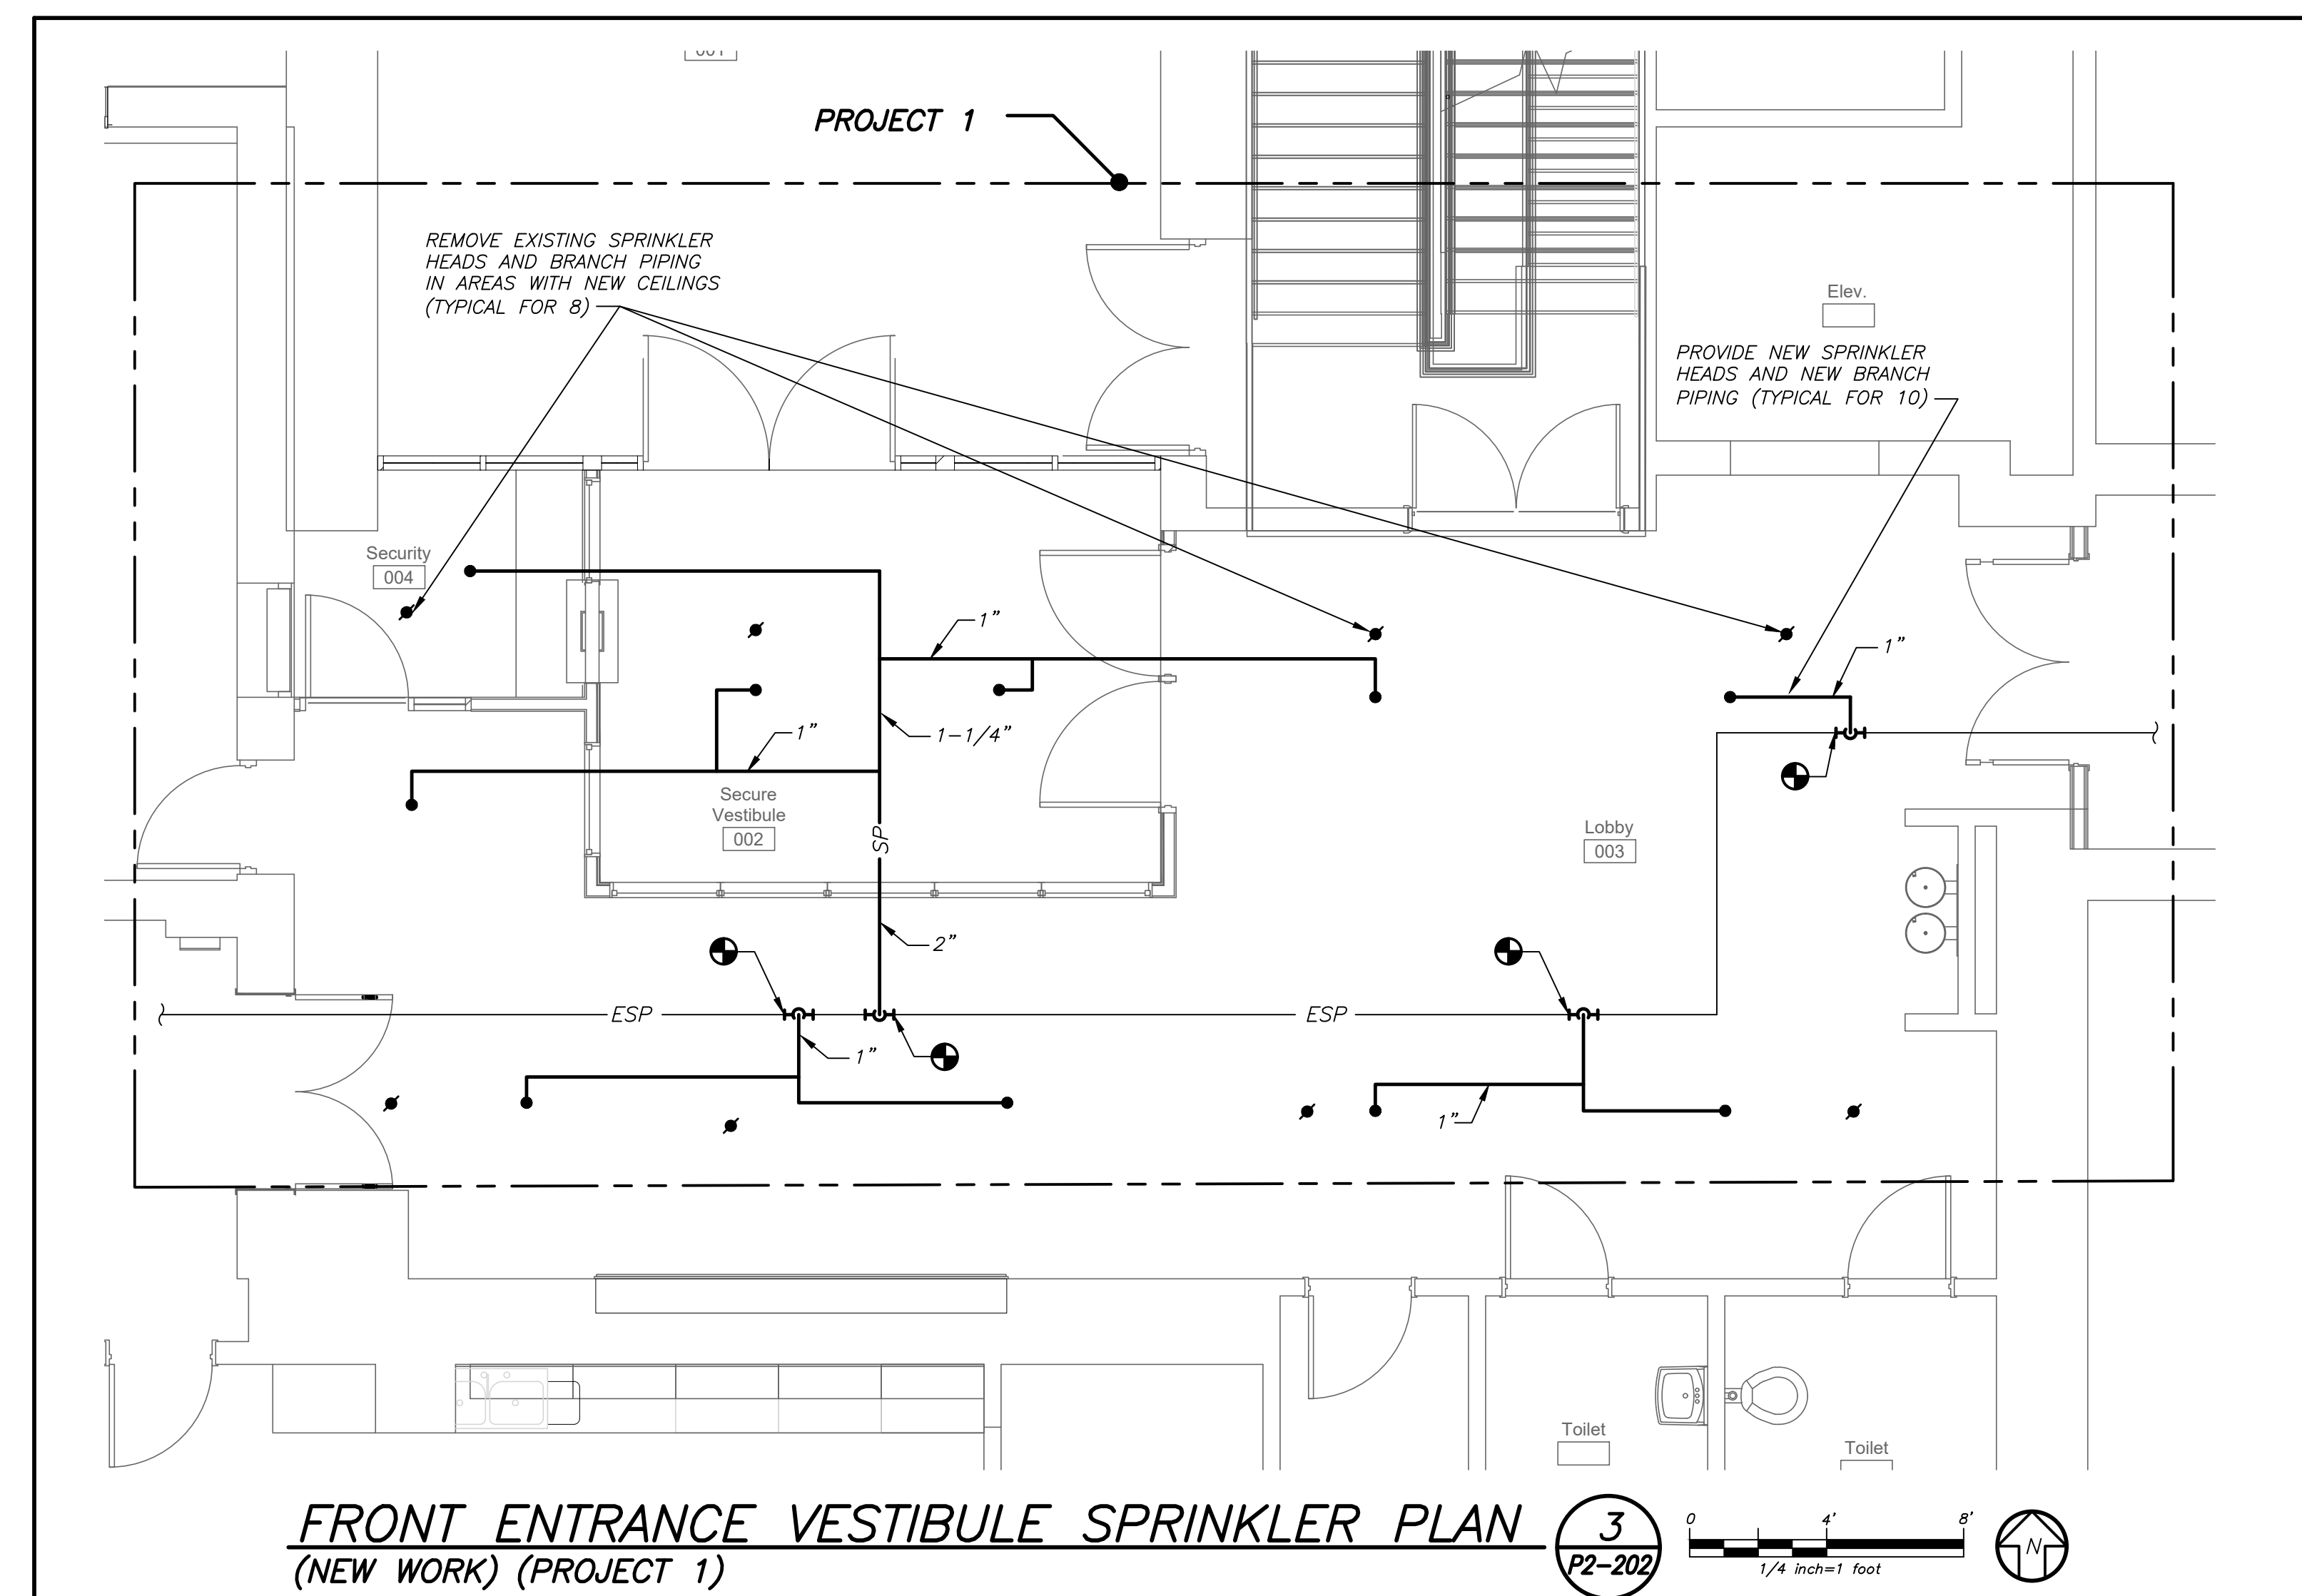 PROJECT 1
REMOVE EXISTING SPRINKLER
HEADS AND BRANCH PIPING
IN AREAS WITH NEW CEILINGS
(TYPICAL FOR 8)
Elev.
PROVIDE NEW SPRINKLER
HEADS AND NEW BRANCH
PIPING (TYPICAL FOR 10)
Security
004
1"
1"
1"
1-1/4"
Secure
Vestibule
002
SP
Lobby
003
2"
ESP
ESP
1"
1"
Toilet
Toilet
FRONT ENTRANCE VESTIBULE SPRINKLER PLAN
(NEW WORK) (PROJECT 1)
3
P2-202
0 4' 8'
1/4 inch=1 foot
N